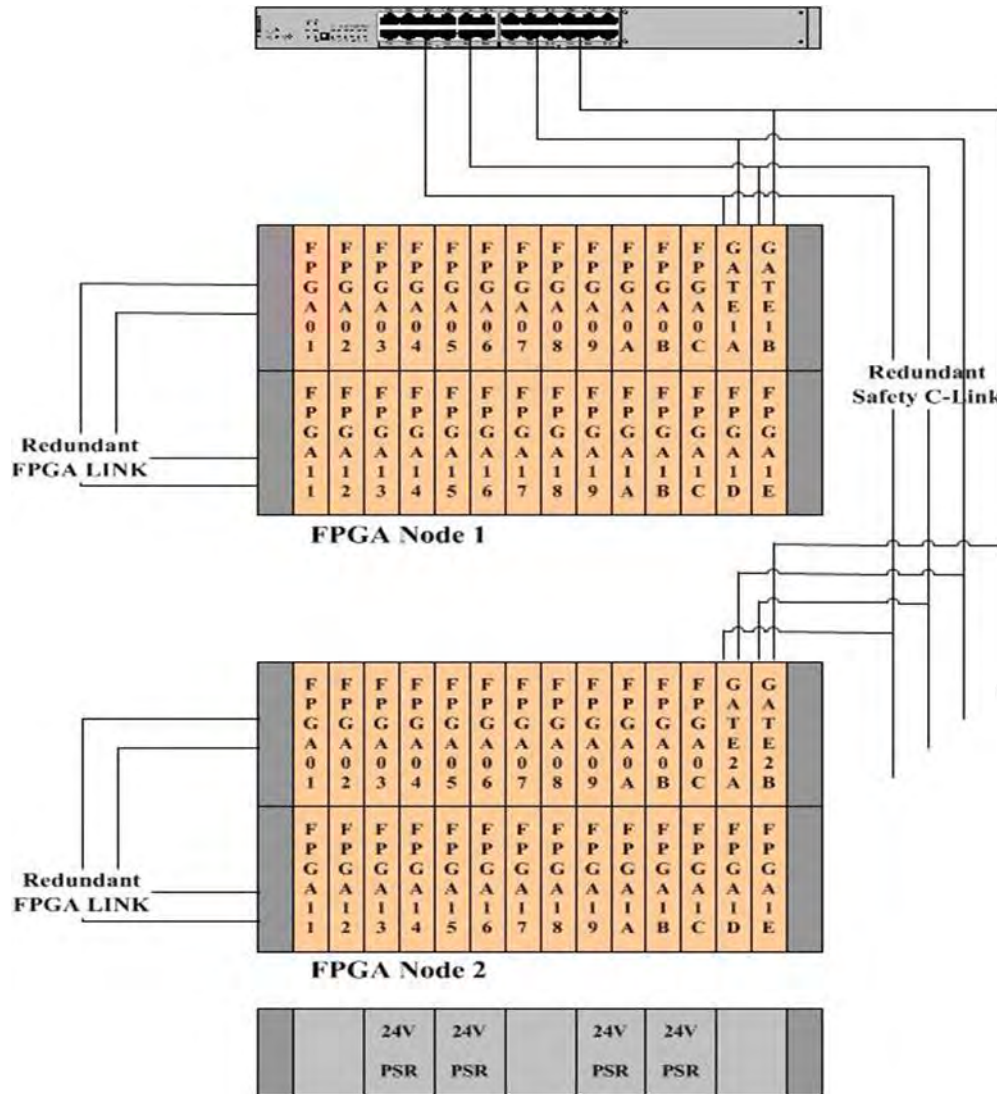 FPGA01 FPGA02 FPGA03 FPGA04 FPGA05 FPGA06 FPGA07 FPGA08 FPGA09 FPGA0A FPGA0B FPGA0C GATE1A GATE1B
Redundant
Safety C-Link
FPGA11 FPGA12 FPGA13 FPGA14 FPGA15 FPGA16 FPGA17 FPGA18 FPGA19 FPGA1A FPGA1B FPGA1C FPGA1D FPGA1E
Redundant
FPGA LINK
FPGA Node 1
FPGA01 FPGA02 FPGA03 FPGA04 FPGA05 FPGA06 FPGA07 FPGA08 FPGA09 FPGA0A FPGA0B FPGA0C GATE2A GATE2B
FPGA11 FPGA12 FPGA13 FPGA14 FPGA15 FPGA16 FPGA17 FPGA18 FPGA19 FPGA1A FPGA1B FPGA1C FPGA1D FPGA1E
Redundant
FPGA LINK
FPGA Node 2
24V 24V 24V 24V
PSR PSR PSR PSR